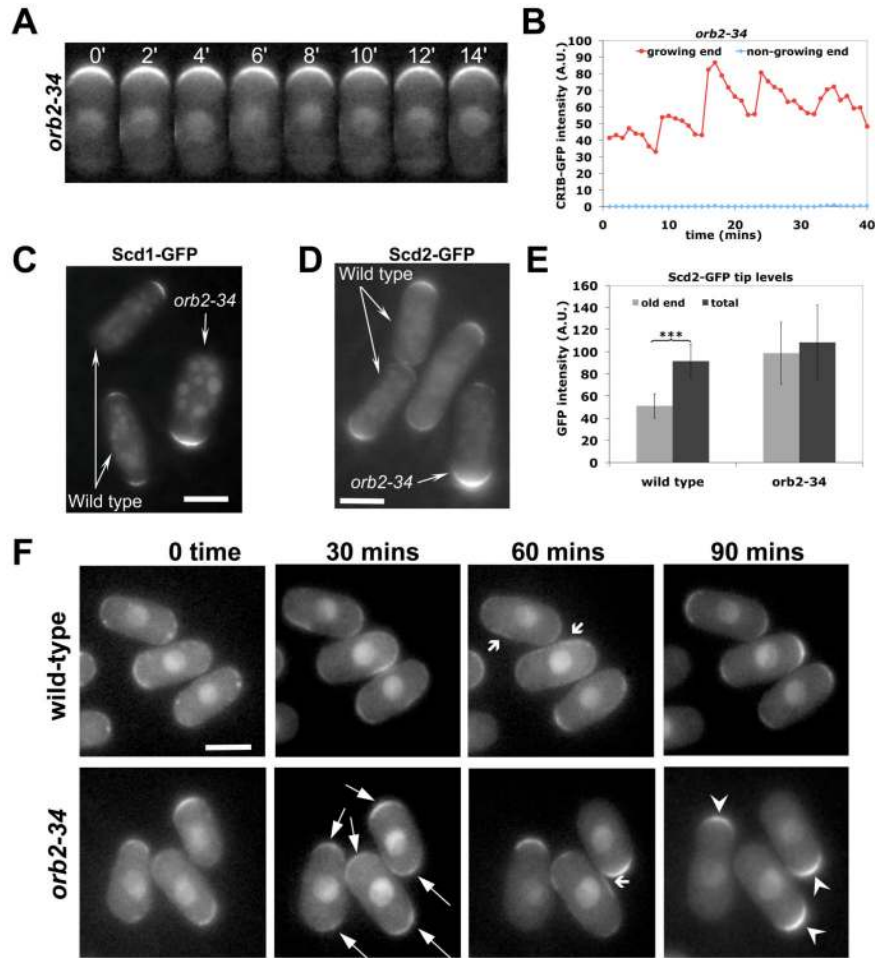 A
0' 2' 4' 6' 8' 10' 12' 14'
orb2-34
B
orb2-34
growing end non-growing end
CRIB-GFP intensity (A.U.)
90
80
70
60
50
40
30
20
10
0
0 10 20 30 40
time (mins)
C
Scd1-GFP
orb2-34
Wild type
D
Scd2-GFP
Wild type
orb2-34
E
Scd2-GFP tip levels
old end total
***
GFP intensity (A.U.)
160
140
120
100
80
60
40
20
0
wild type orb2-34
F
0 time 30 mins 60 mins 90 mins
wild-type
orb2-34